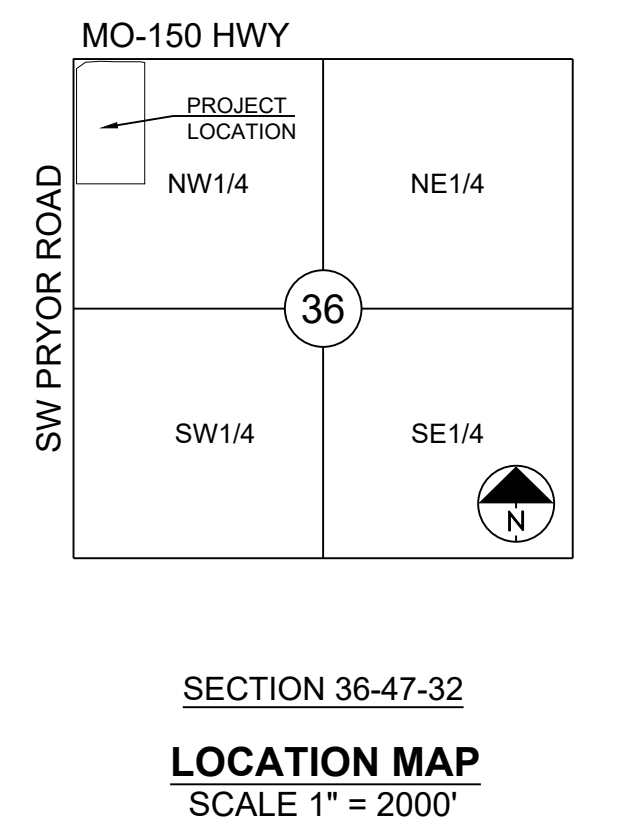 MO-150 HWY
PROJECT
LOCATION
NW1/4
NE1/4
SW PRYOR ROAD
36
SW1/4
SE1/4
N
SECTION 36-47-32
LOCATION MAP
SCALE 1" = 2000'